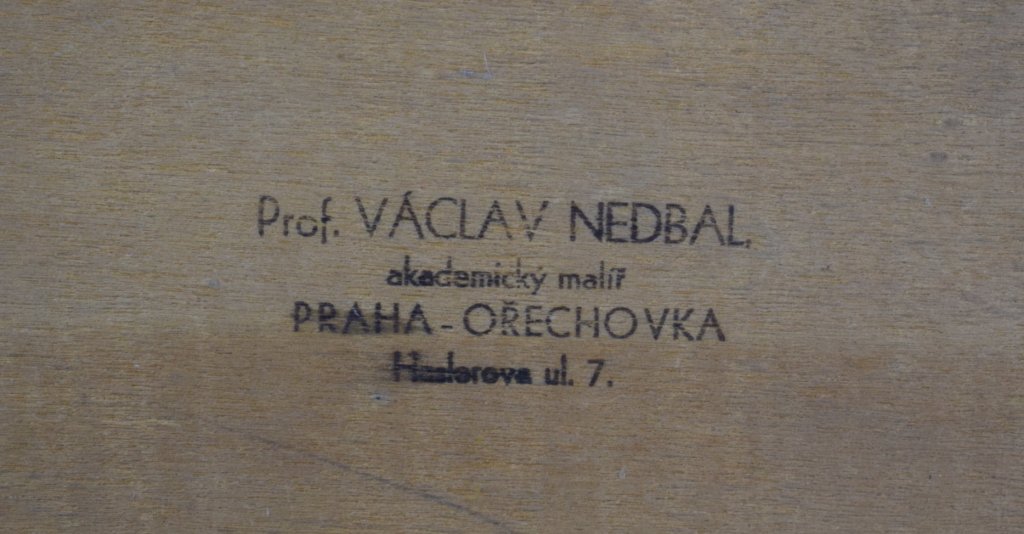 Prof. VÁCLAV NEDBAL,
akademický malíř
PRAHA - OŘECHOVKA
ul. 7.